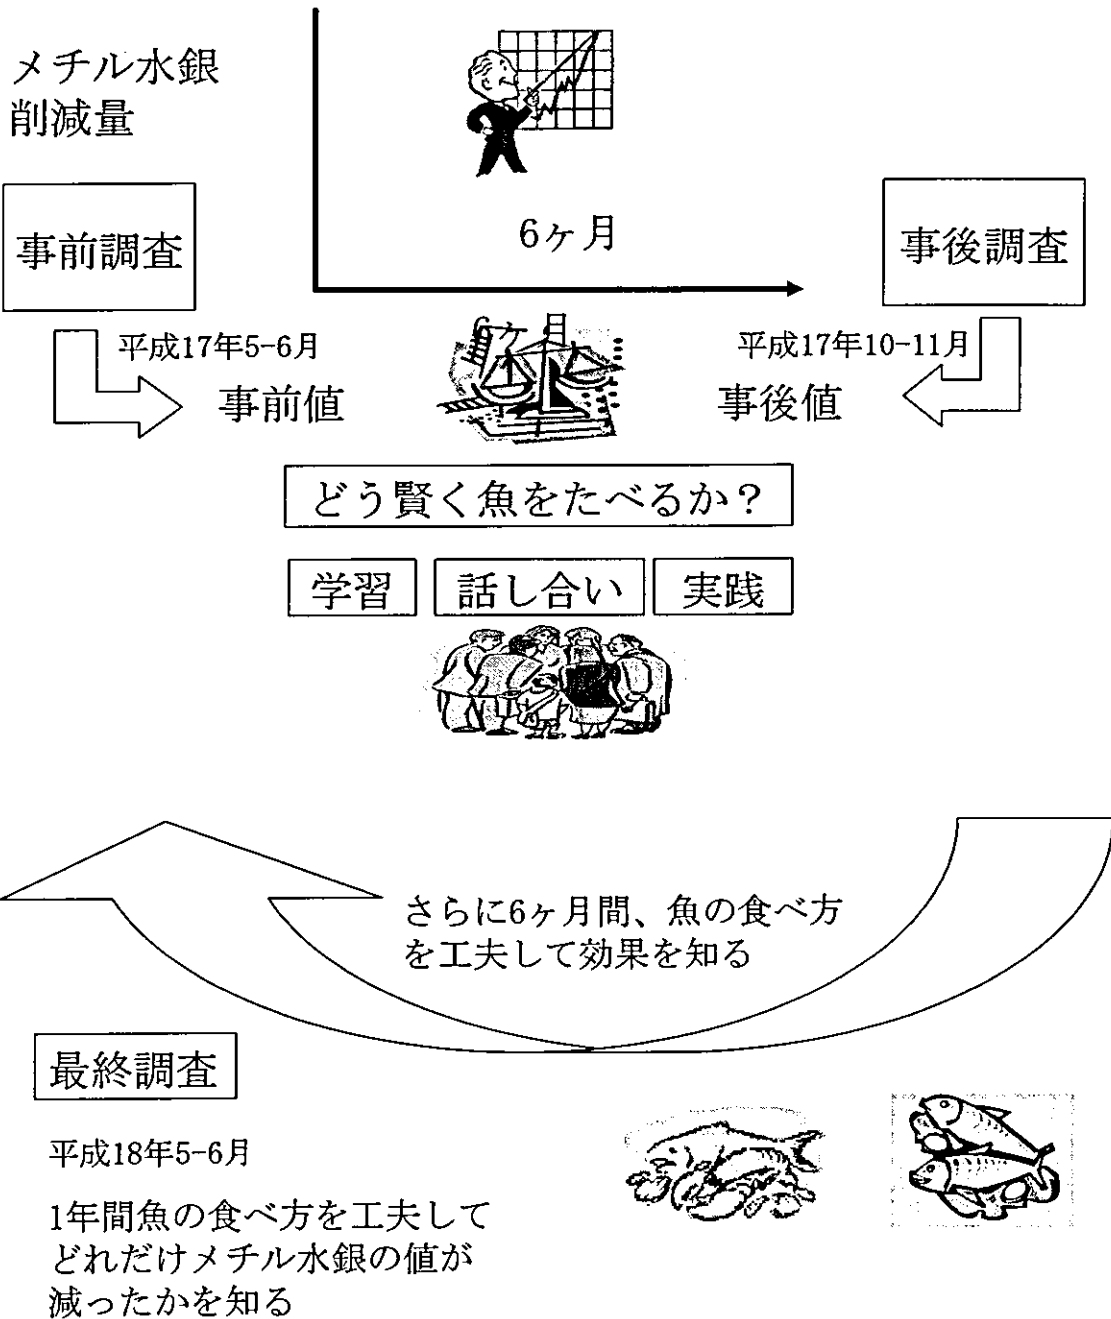 メチル水銀
削減量
6ヶ月
事前調査
事後調査
平成17年5-6月
6ヶ月
平成17年10-11月
事前値
事後値
どう賢く魚をたべるか？
学習
話し合い
実践
さらに6ヶ月間、魚の食べ方
を工夫して効果を知る
最終調査
平成18年5-6月
1年間魚の食べ方を工夫して
どれだけメチル水銀の値が
減ったかを知る